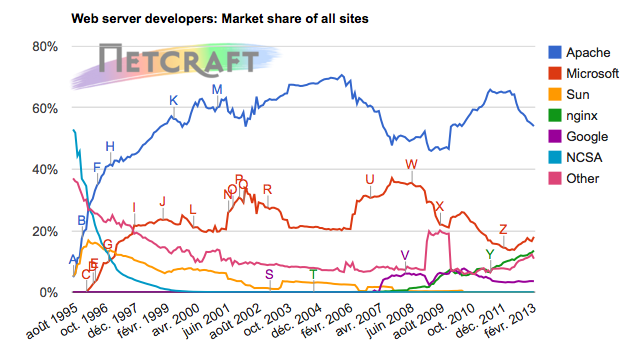 Web server developers: Market share of all sites
NETCRAFT
80%
60%
40%
20%
0%
A
B
C
D
E
F
G
H
I
J
K
L
M
N
O
P
Q
R
S
T
U
V
W
X
Y
Z
Apache
Microsoft
Sun
nginx
Google
NCSA
Other
août 1995
oct. 1996
déc. 1997
févr. 1999
avr. 2000
juin 2001
août 2002
oct. 2003
déc. 2004
févr. 2006
avr. 2007
juin 2008
août 2009
oct. 2010
déc. 2011
févr. 2013